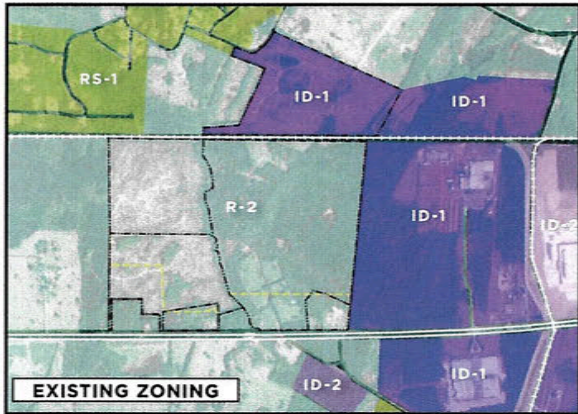 RS-1
ID-1
ID-1
R-2
ID-1
ID-2
ID-2
ID-1
EXISTING ZONING